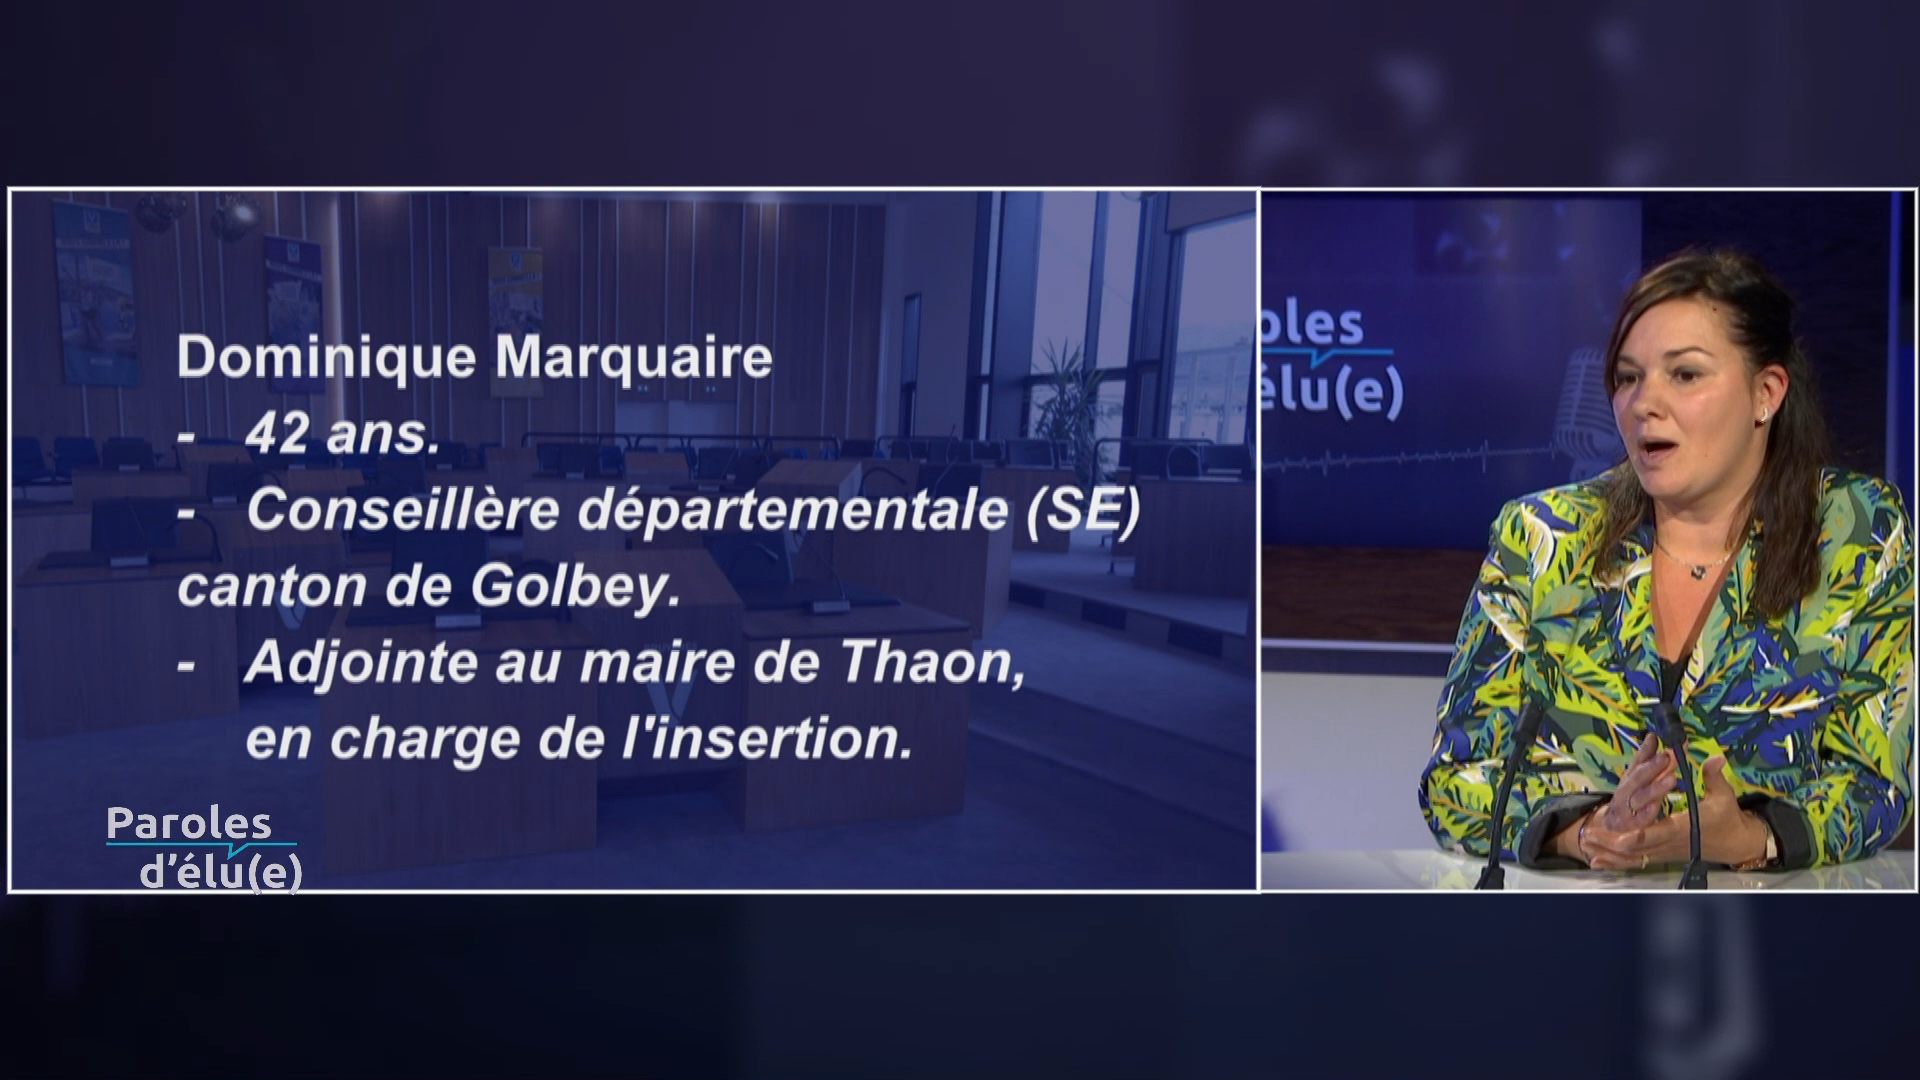 Dominique Marquaire
- 42 ans.
- Conseillère départementale (SE)
canton de Golbey.
- Adjointe au maire de Thaon,
en charge de l'insertion.
Paroles
d'élu(e)
oles
élu(e)